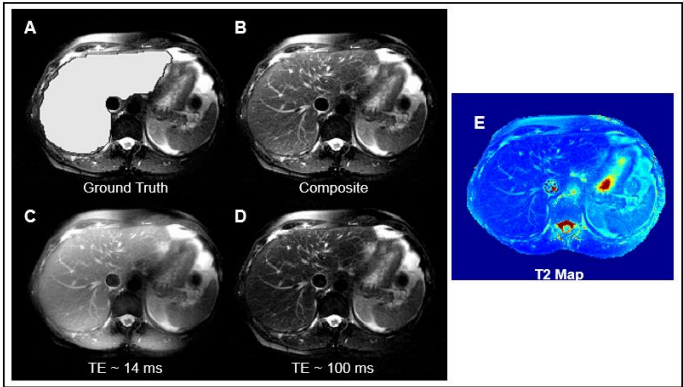 A
B
Ground Truth
Composite
E
C
D
T2 Map
TE ~ 14 ms
TE ~ 100 ms